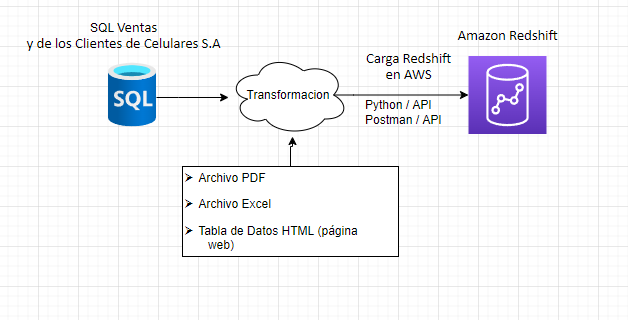 SQL Ventas
y de los Clientes de Celulares S.A
SQL
Transformacion
Carga Redshift
en AWS
Python / API
Postman / API
Amazon Redshift
Archivo PDF
Archivo Excel
Tabla de Datos HTML (página
web)